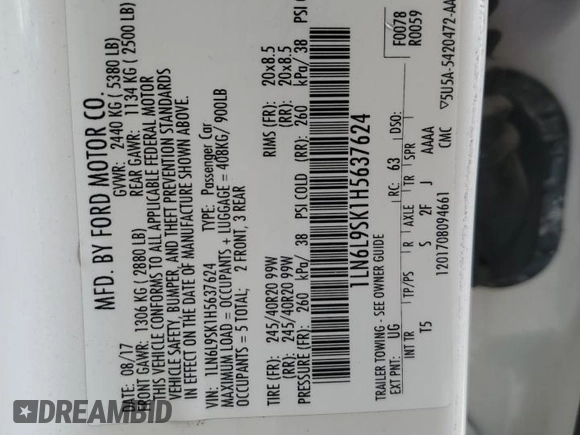 MFD. BY FORD MOTOR CO.
DATE: 08/17 GVWR: 2440 KG ( 5380 LB)
FRONT GAWR: 1306 KG (2880 LB) REAR GAWR: 1134 KG (2500 LB)
THIS VEHICLE CONFORMS TO ALL APPLICABLE FEDERAL MOTOR
VEHICLE SAFETY, BUMPER, AND THEFT PREVENTION STANDARDS
IN EFFECT ON THE DATE OF MANUFACTURE SHOWN ABOVE.
VIN: 1LN6L9SK1H5637624 TYPE: Passenger Car
MAXIMUM LOAD = OCCUPANTS + LUGGAGE = 408KG/ 900LB
OCCUPANTS = 5 TOTAL; 2 FRONT, 3 REAR
TIRE (FR): 245/40R20 99W RIMS (FR): 20x8.5
(RR): 245/40R20 99W (RR): 20x8.5
PRESSURE (FR): 260 kPa/ 38 PSI COLD (RR): 260 kPa/ 38 PSI
1LN6L9SK1H5637624
TRAILER TOWING - SEE OWNER GUIDE F0078
EXT PNT: UG RC: 63 DSO: R0059
INT TR TP/PS R AXLE TR SPR
T5 S 2F J AAAA
1201708094661 CMC ▽5U5A-5420472-AA
DREAMBID